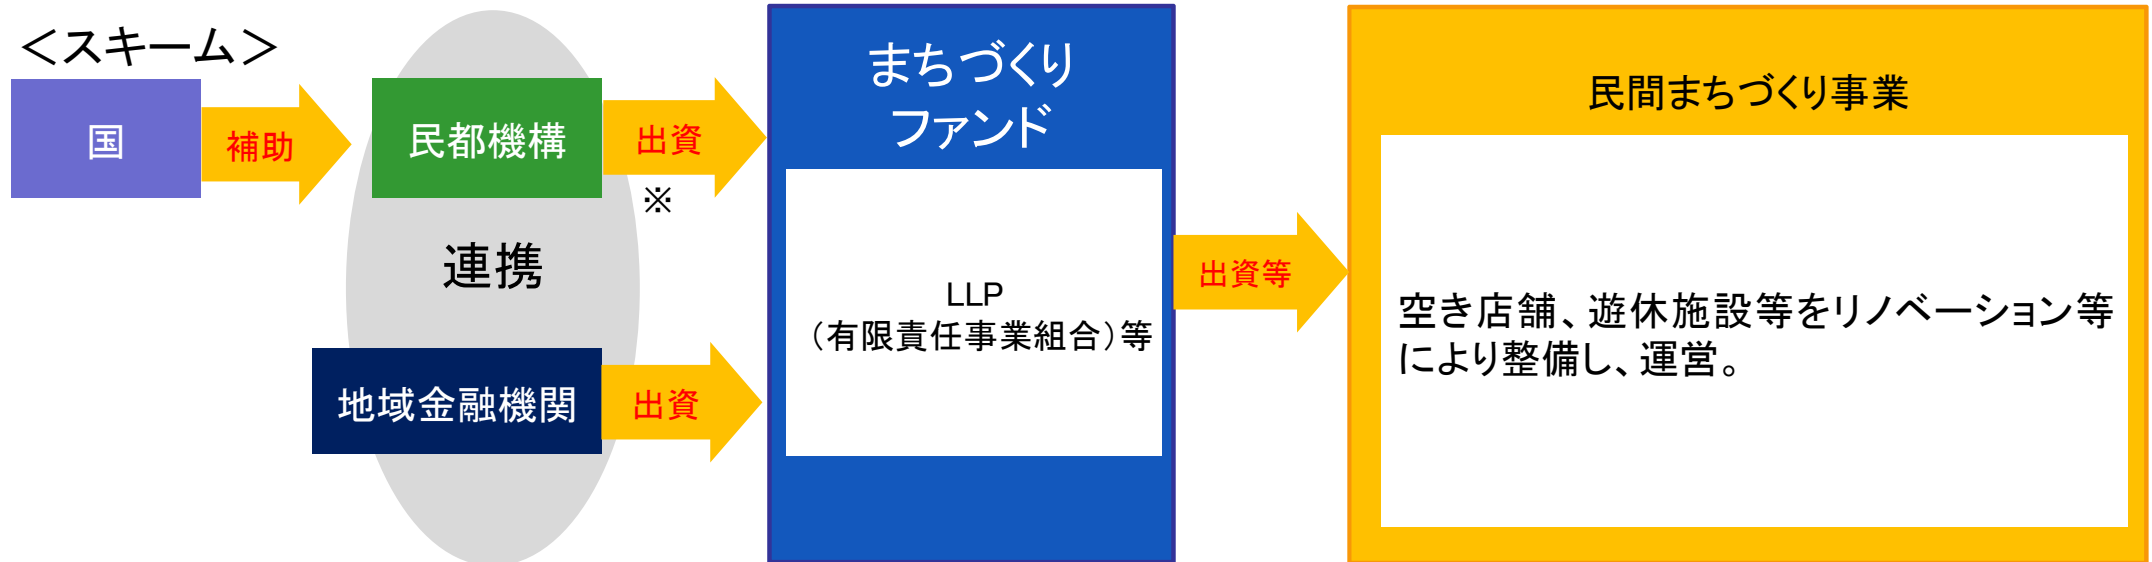 ＜スキーム＞
国
補助
民都機構
出資
※
連携
地域金融機関
出資
まちづくり
ファンド
LLP
（有限責任事業組合）等
出資等
民間まちづくり事業
空き店舗、遊休施設等をリノベーション等
により整備し、運営。